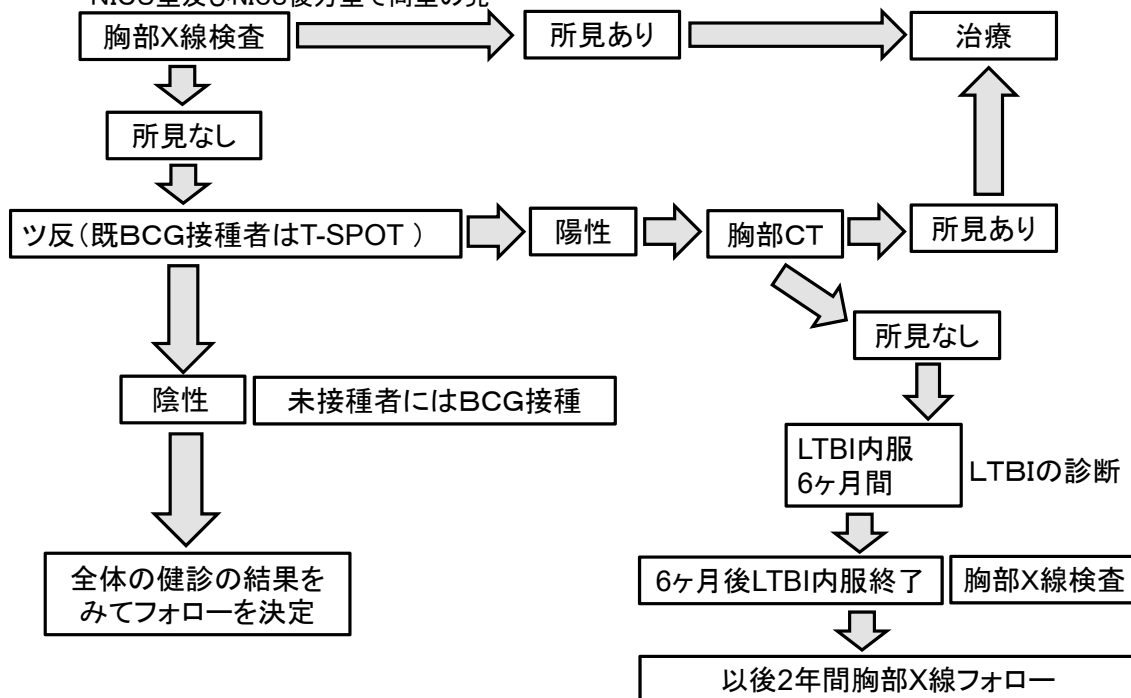 胸部X線検査
所見あり
治療
所見なし
ツ反(既BCG接種者はT-SPOT )
陽性
胸部CT
所見あり
所見なし
陰性
未接種者にはBCG接種
LTBI内服
6ヶ月間
LTBIの診断
全体の健診の結果を
みてフォローを決定
6ヶ月後LTBI内服終了
胸部X線検査
以後2年間胸部X線フォロー